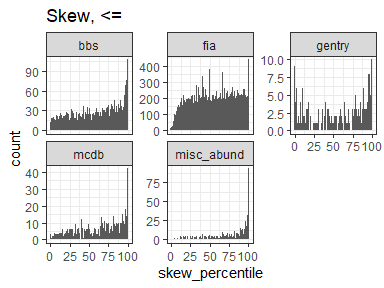 Skew, <=
bbs
fia
gentry
90
60
30
0
400
300
200
100
0
10.0
7.5
5.0
2.5
0.0
0 25 50 75 100
mcdb
misc_abund
40
30
20
10
0
75
50
25
0
0 25 50 75 100
0 25 50 75 100
count
skew_percentile